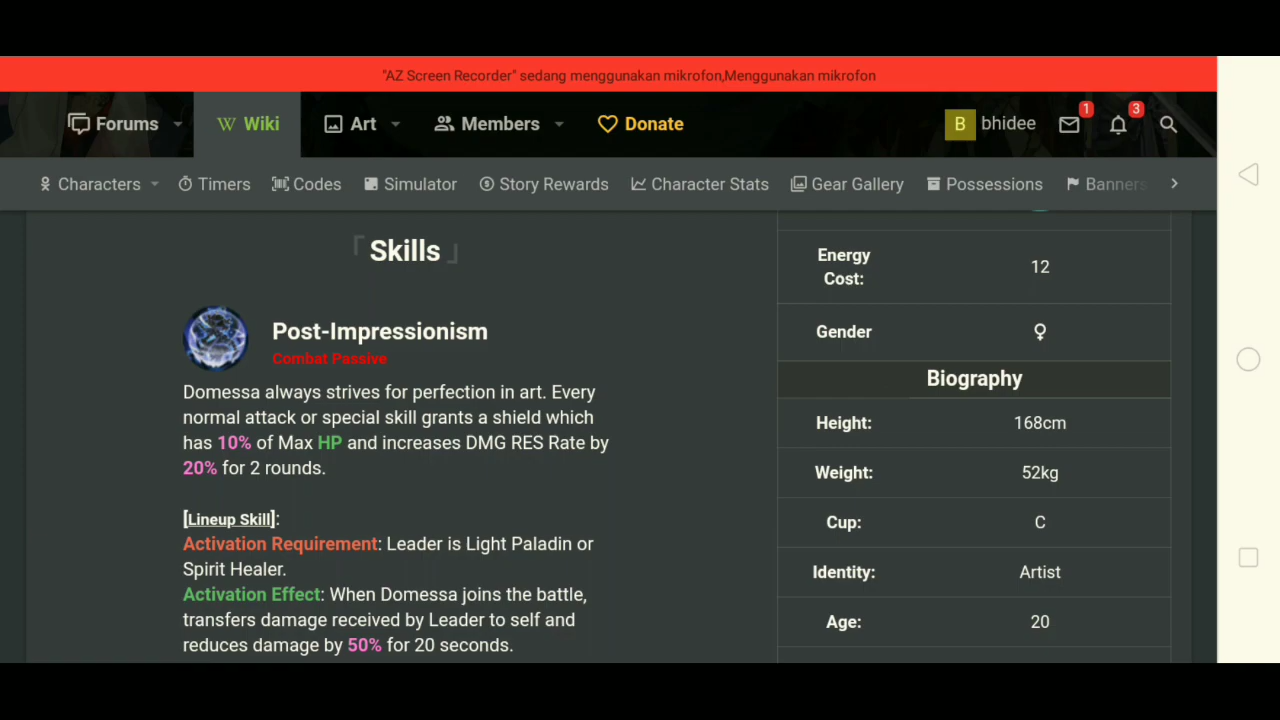 "AZ Screen Recorder" sedang menggunakan mikrofon,Menggunakan mikrofon
Forums
Wiki
Art
Members
Donate
B
bhidee
1
3
Characters
Timers
Codes
Simulator
Story Rewards
Character Stats
Gear Gallery
Possessions
Banners
「Skills」
Post-Impressionism
Combat Passive
Domessa always strives for perfection in art. Every
normal attack or special skill grants a shield which
has 10% of Max HP and increases DMG RES Rate by
20% for 2 rounds.
[Lineup Skill]:
Activation Requirement: Leader is Light Paladin or
Spirit Healer.
Activation Effect: When Domessa joins the battle,
transfers damage received by Leader to self and
reduces damage by 50% for 20 seconds.
Energy
Cost:
12
Gender
♀
Biography
Height:
168cm
Weight:
52kg
Cup:
C
Identity:
Artist
Age:
20